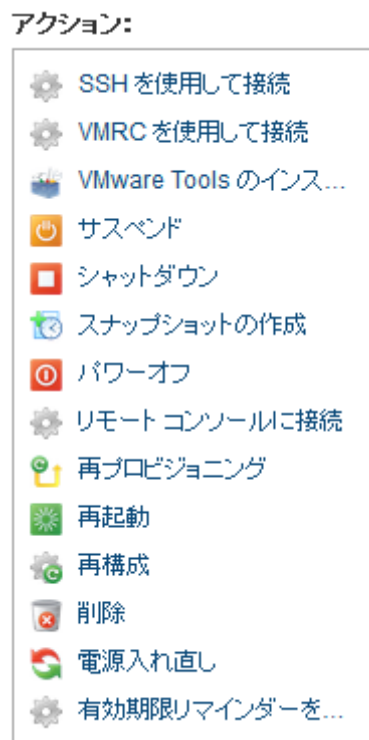 アクション:
SSH を使用して接続
VMRC を使用して接続
VMware Tools のインス...
サスペンド
シャットダウン
スナップショットの作成
パワーオフ
リモート コンソールに接続
再プロビジョニング
再起動
再構成
削除
電源入れ直し
有効期限リマインダーを...